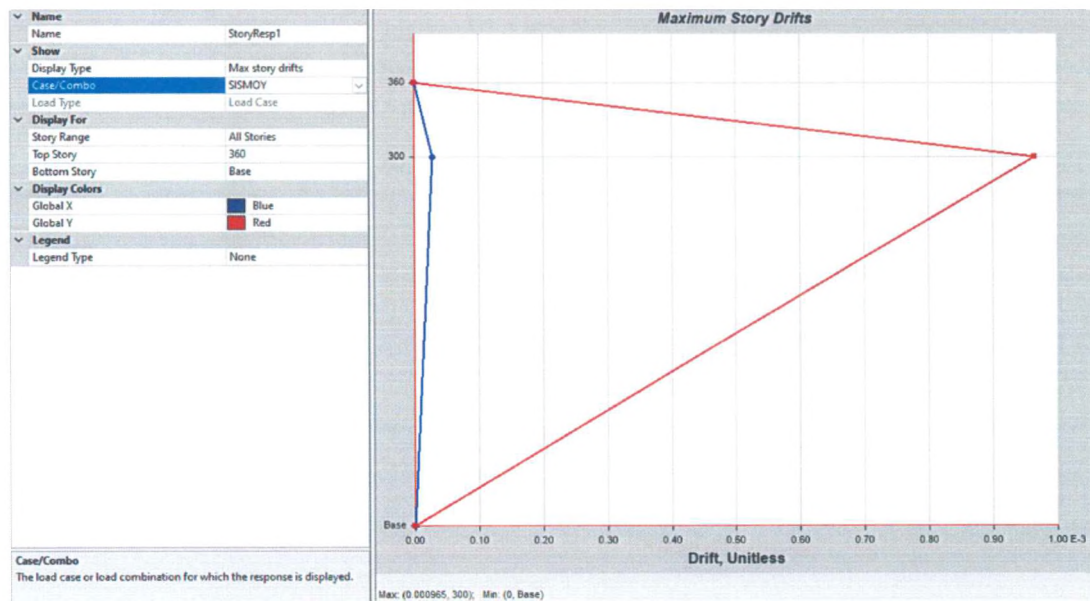 Name
Name StoryResp1
Show
Display Type Max story drifts
Case/Combo SISMOY
Load Type Load Case
Display For
Story Range All Stories
Top Story 360
Bottom Story Base
Display Colors
Global X Blue
Global Y Red
Legend
Legend Type None
Case/Combo
The load case or load combination for which the response is displayed.
Maximum Story Drifts
360
300
Base
0.00 0.10 0.20 0.30 0.40 0.50 0.60 0.70 0.80 0.90 1.00 E-3
Drift, Unitless
Max: (0.000965, 300); Min: (0, Base)